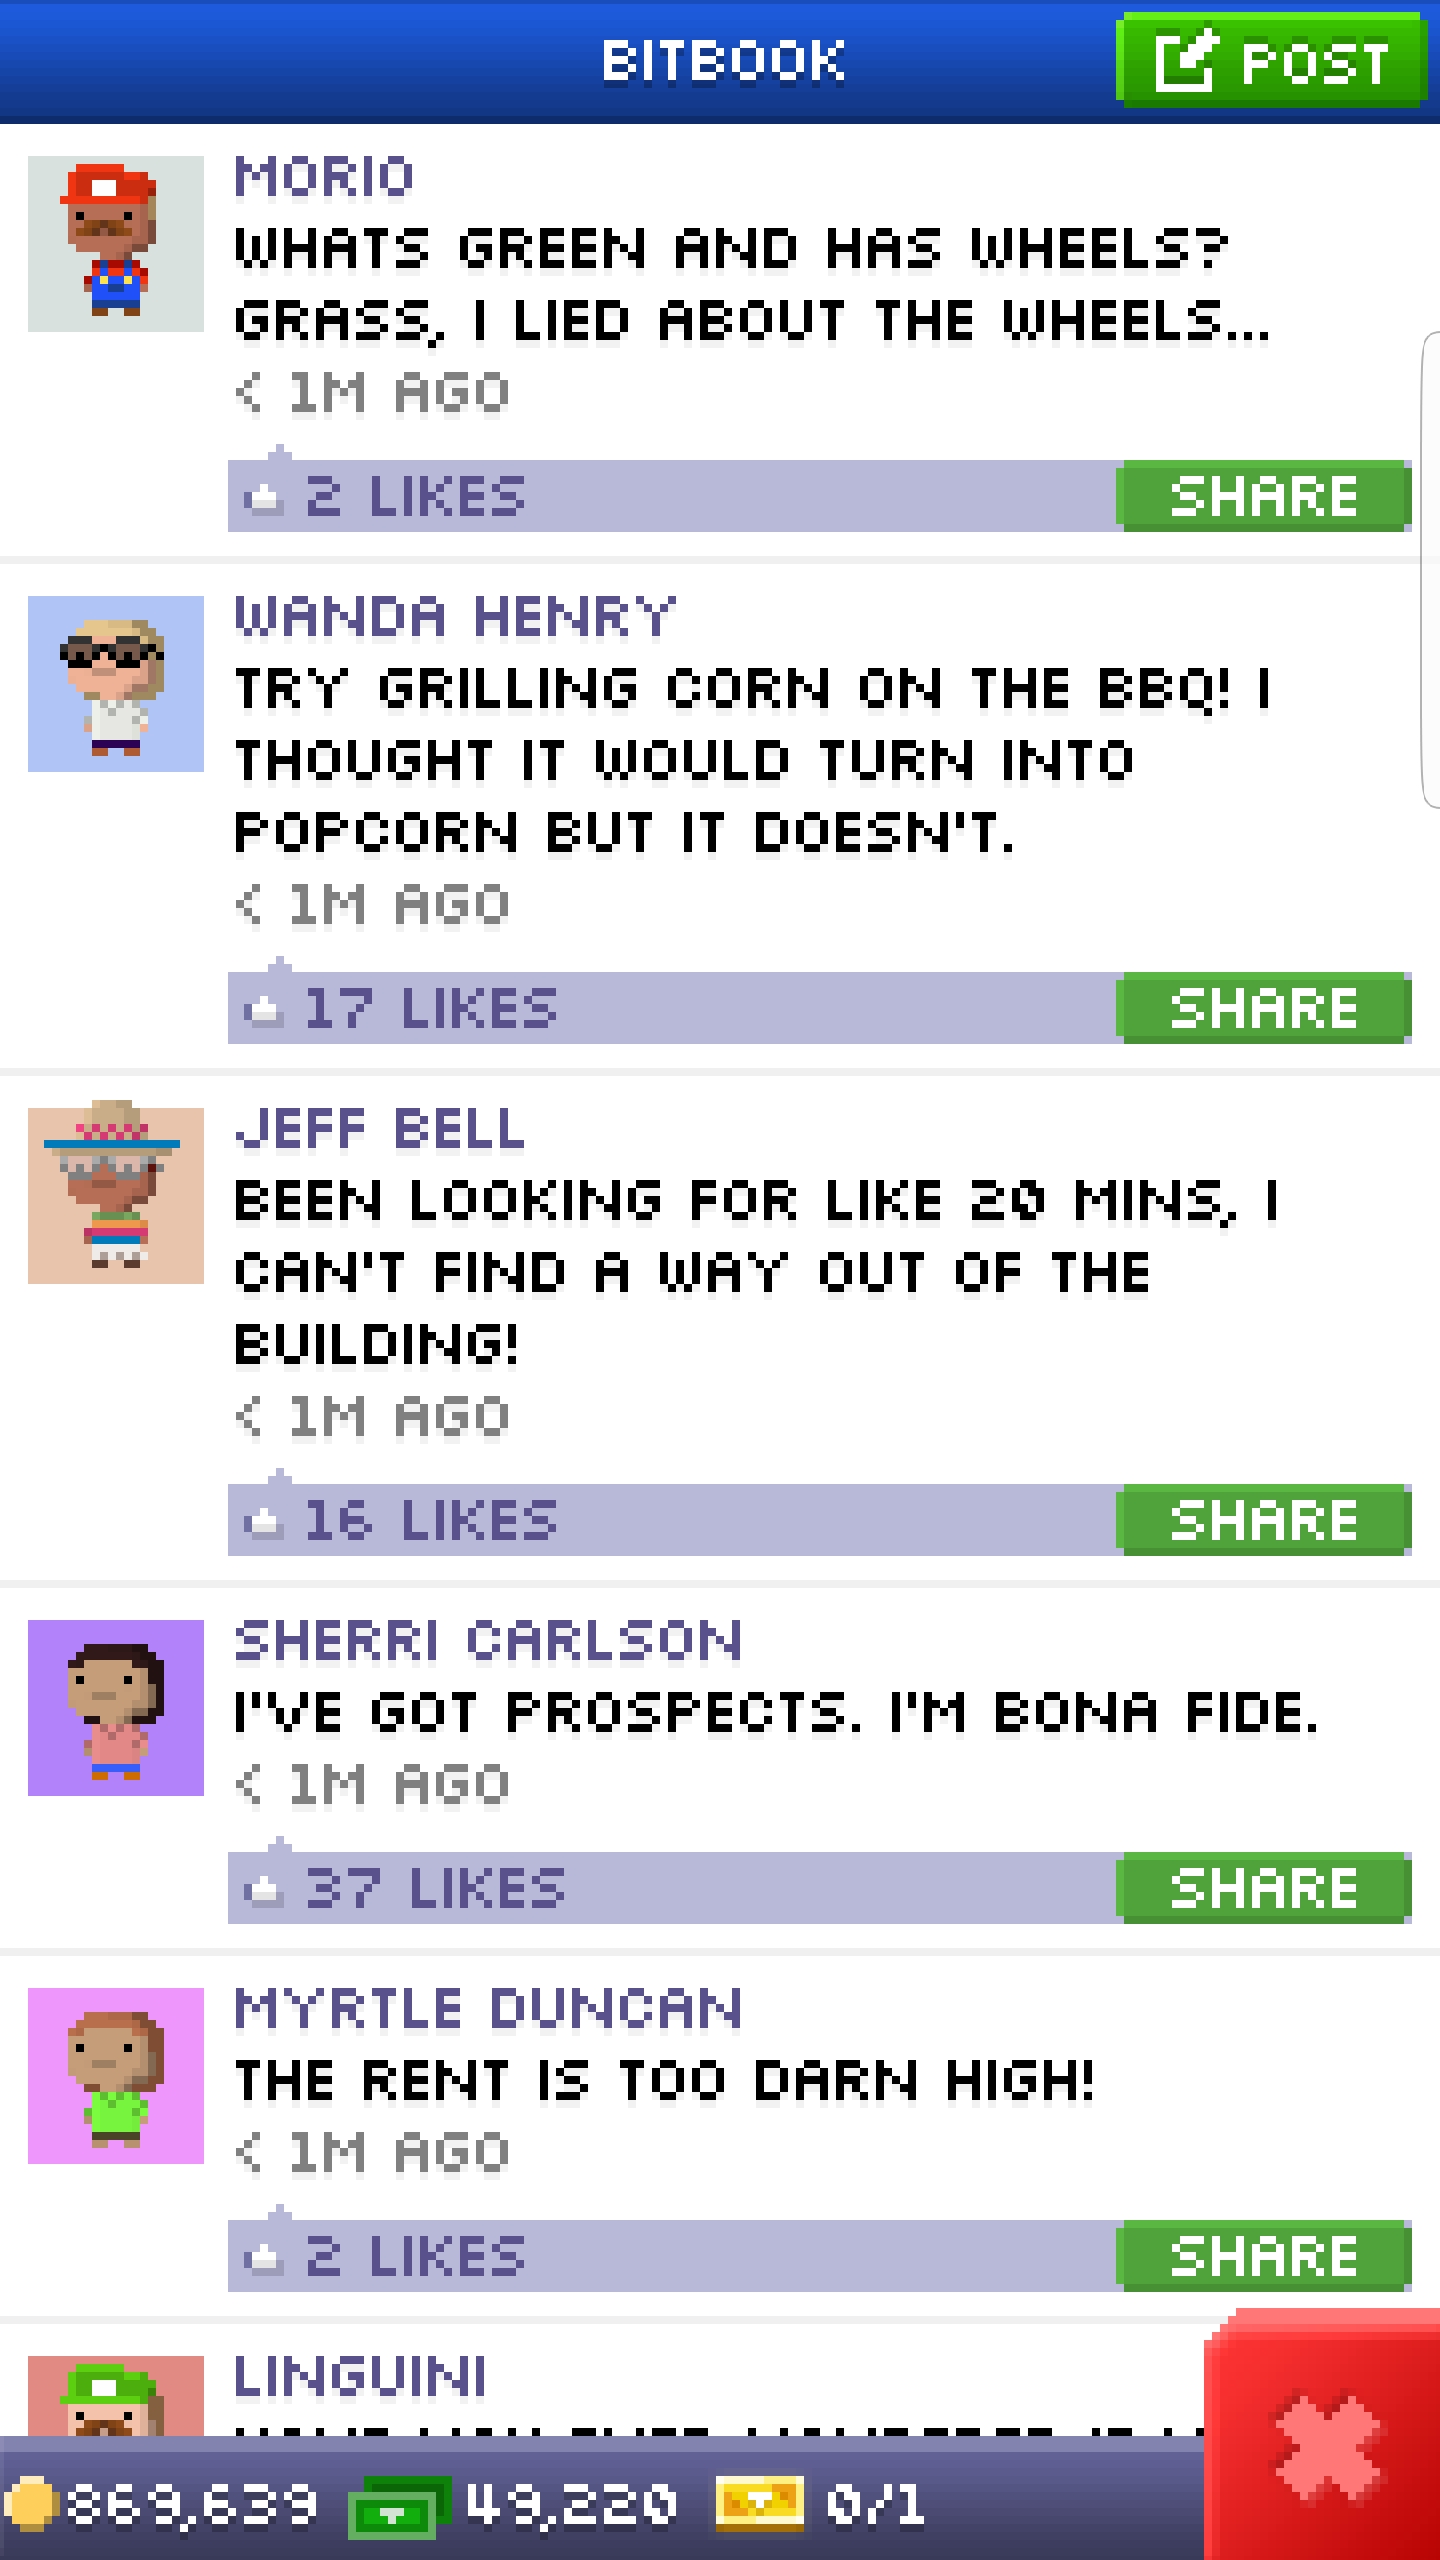 BITBOOK
POST
MORIO
WHATS GREEN AND HAS WHEELS?
GRASS, I LIED ABOUT THE WHEELS...
< 1M AGO
2 LIKES
SHARE
WANDA HENRY
TRY GRILLING CORN ON THE BBQ! I
THOUGHT IT WOULD TURN INTO
POPCORN BUT IT DOESN'T.
< 1M AGO
17 LIKES
SHARE
JEFF BELL
BEEN LOOKING FOR LIKE 20 MINS, I
CAN'T FIND A WAY OUT OF THE
BUILDING!
< 1M AGO
16 LIKES
SHARE
SHERRI CARLSON
I'VE GOT PROSPECTS. I'M BONA FIDE.
< 1M AGO
37 LIKES
SHARE
MYRTLE DUNCAN
THE RENT IS TOO DARN HIGH!
< 1M AGO
2 LIKES
SHARE
LINGUINI
869,639
49,220
0/1